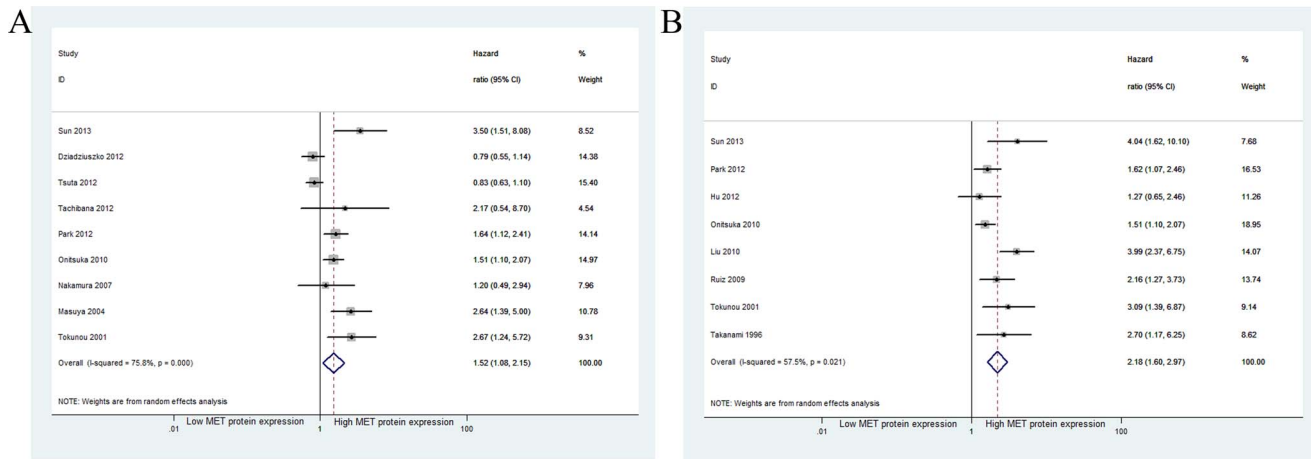 A
Study Hazard %
ID ratio (95% CI) Weight
Sun 2013 3.50 (1.51, 8.08) 8.52
Dziadziuszko 2012 0.79 (0.55, 1.14) 14.38
Tsuta 2012 0.83 (0.63, 1.10) 15.40
Tachibana 2012 2.17 (0.54, 8.70) 4.54
Park 2012 1.64 (1.12, 2.41) 14.14
Onitsuka 2010 1.51 (1.10, 2.07) 14.97
Nakamura 2007 1.20 (0.49, 2.94) 7.96
Masuya 2004 2.64 (1.39, 5.00) 10.78
Tokunou 2001 2.67 (1.24, 5.72) 9.31
Overall (I-squared = 75.8%, p = 0.000) 1.52 (1.08, 2.15) 100.00
NOTE: Weights are from random effects analysis
Low MET protein expression High MET protein expression
.01 1 100
B
Study Hazard %
ID ratio (95% CI) Weight
Sun 2013 4.04 (1.62, 10.10) 7.68
Park 2012 1.62 (1.07, 2.46) 16.53
Hu 2012 1.27 (0.65, 2.46) 11.26
Onitsuka 2010 1.51 (1.10, 2.07) 18.95
Liu 2010 3.99 (2.37, 6.75) 14.07
Ruiz 2009 2.16 (1.27, 3.73) 13.74
Tokunou 2001 3.09 (1.39, 6.87) 9.14
Takanami 1996 2.70 (1.17, 6.25) 8.62
Overall (I-squared = 57.5%, p = 0.021) 2.18 (1.60, 2.97) 100.00
NOTE: Weights are from random effects analysis
Low MET protein expression High MET protein expression
.01 1 100